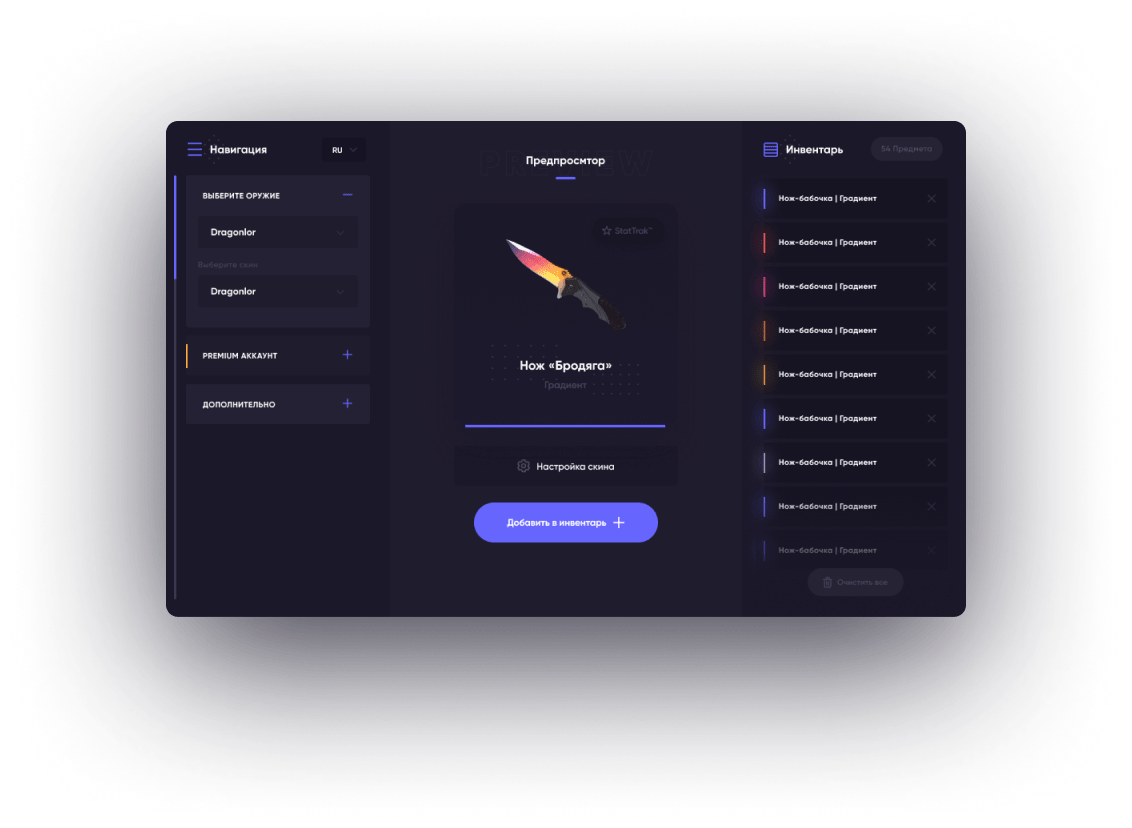 Навигация
RU
ВЫБЕРИТЕ ОРУЖИЕ
Dragonlor
Выберите скин
Dragonlor
PREMIUM АККАУНТ
ДОПОЛНИТЕЛЬНО
PREVIEW
Предпросмтор
StatTrak™
Нож «Бродяга»
Градиент
Настройка скина
Добавить в инвентарь
Инвентарь
54 Предмета
Нож-бабочка | Градиент
Нож-бабочка | Градиент
Нож-бабочка | Градиент
Нож-бабочка | Градиент
Нож-бабочка | Градиент
Нож-бабочка | Градиент
Нож-бабочка | Градиент
Нож-бабочка | Градиент
Нож-бабочка | Градиент
Очистить все